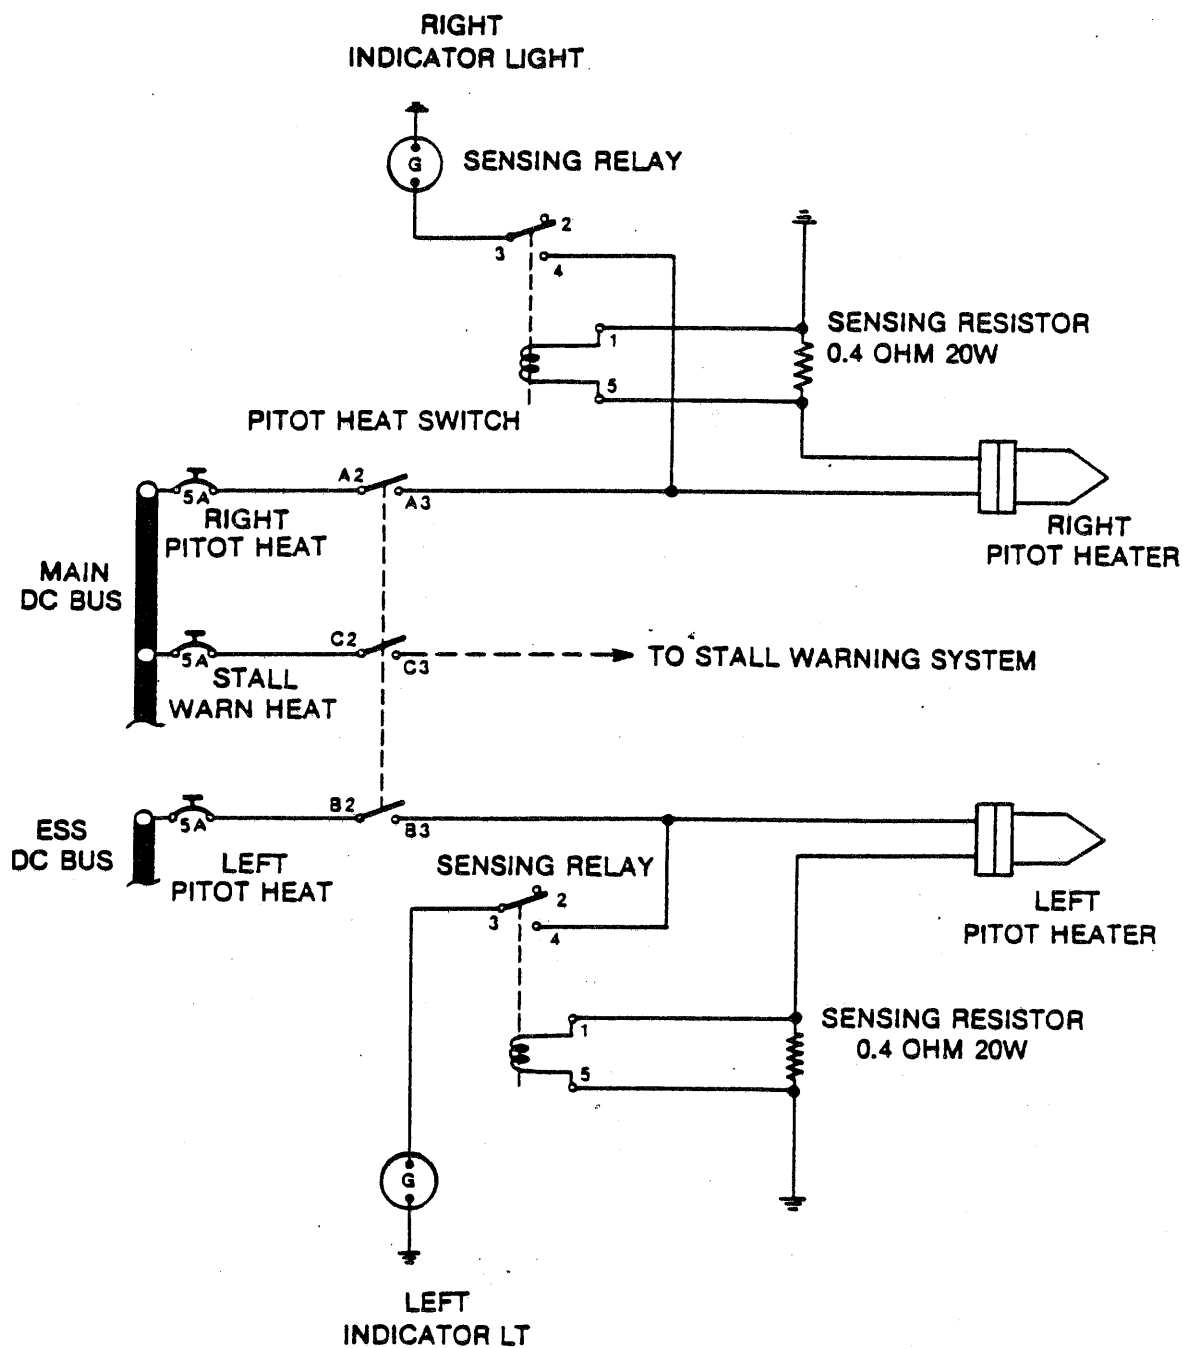 RIGHT
INDICATOR LIGHT
G
SENSING RELAY
2
3
4
SENSING RESISTOR
0.4 OHM 20W
1
5
PITOT HEAT SWITCH
A2
A3
5A
RIGHT
PITOT HEAT
RIGHT
PITOT HEATER
MAIN
DC BUS
C2
C3
5A
STALL
WARN HEAT
TO STALL WARNING SYSTEM
B2
B3
5A
ESS
DC BUS
LEFT
PITOT HEAT
SENSING RELAY
2
3
4
LEFT
PITOT HEATER
1
5
SENSING RESISTOR
0.4 OHM 20W
G
LEFT
INDICATOR LT